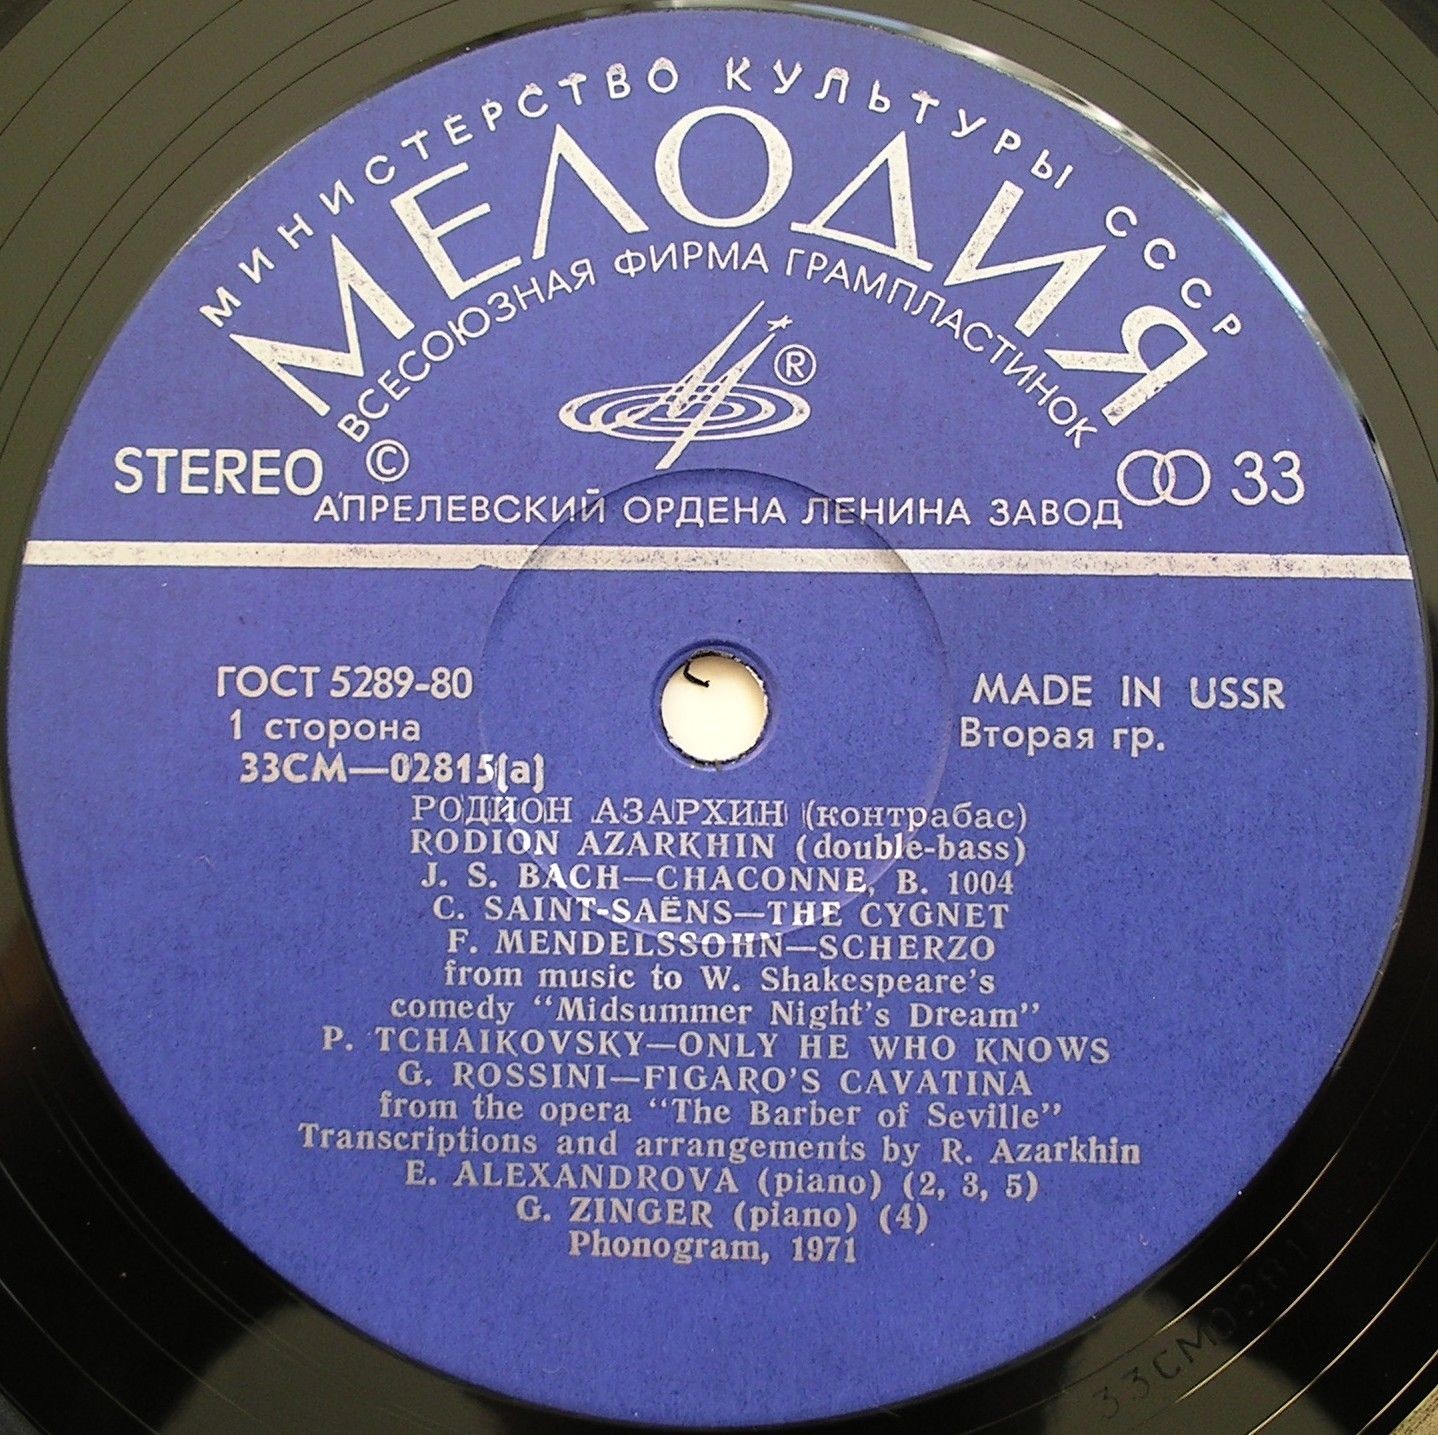 МИНИСТЕРСТВО КУЛЬТУРЫ СССР
МЕЛОДИЯ
ВСЕСОЮЗНАЯ ФИРМА ГРАМПЛАСТИНОК
®
STEREO © 33
АПРЕЛЕВСКИЙ ОРДЕНА ЛЕНИНА ЗАВОД
ГОСТ 5289-80
1 сторона
33СМ—02815(а)
MADE IN USSR
Вторая гр.
РОДИОН АЗАРХИН (контрабас)
RODION AZARKHIN (double-bass)
J. S. BACH—CHACONNE, B. 1004
C. SAINT-SAËNS—THE CYGNET
F. MENDELSSOHN—SCHERZO
from music to W. Shakespeare's
comedy "Midsummer Night's Dream"
P. TCHAIKOVSKY—ONLY HE WHO KNOWS
G. ROSSINI—FIGARO'S CAVATINA
from the opera "The Barber of Seville"
Transcriptions and arrangements by R. Azarkhin
E. ALEXANDROVA (piano) (2, 3, 5)
G. ZINGER (piano) (4)
Phonogram, 1971